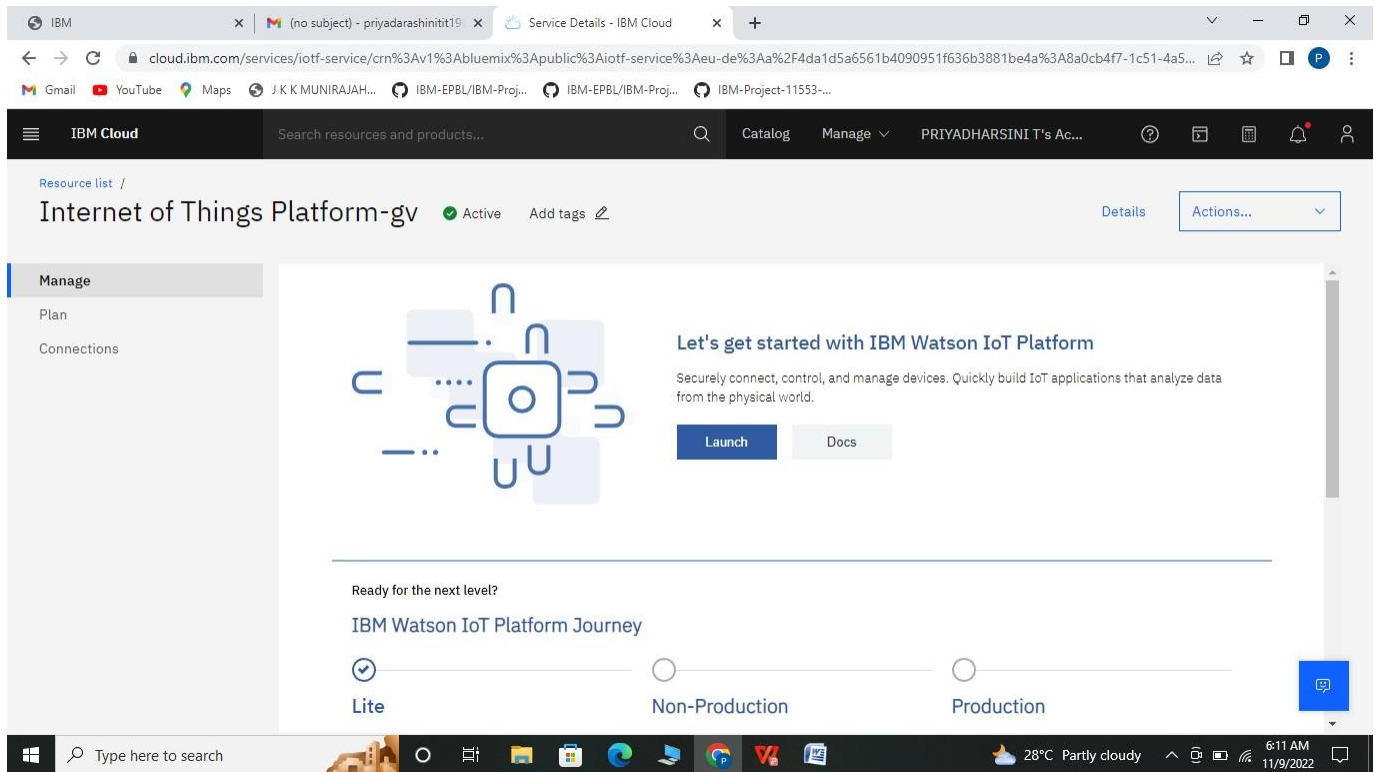 IBM
(no subject) - priyadarashinitit19
Service Details - IBM Cloud
cloud.ibm.com/services/iotf-service/crn%3Av1%3Abluemix%3Apublic%3Aiotf-service%3Aeu-de%3Aa%2F4da1d5a6561b4090951f636b3881be4a%3A8a0cb4f7-1c51-4a5...
P
Gmail YouTube Maps J K K MUNIRAJAH... IBM-EPBL/IBM-Proj... IBM-EPBL/IBM-Proj... IBM-Project-11553-...
IBM Cloud Search resources and products... Catalog Manage PRIYADHARSINI T's Ac...
Resource list /
Internet of Things Platform-gv Active Add tags Details Actions...
Manage
Plan
Connections
Let's get started with IBM Watson IoT Platform
Securely connect, control, and manage devices. Quickly build IoT applications that analyze data
from the physical world.
Launch Docs
Ready for the next level?
IBM Watson IoT Platform Journey
Lite Non-Production Production
Type here to search
28°C Partly cloudy
6:11 AM
11/9/2022